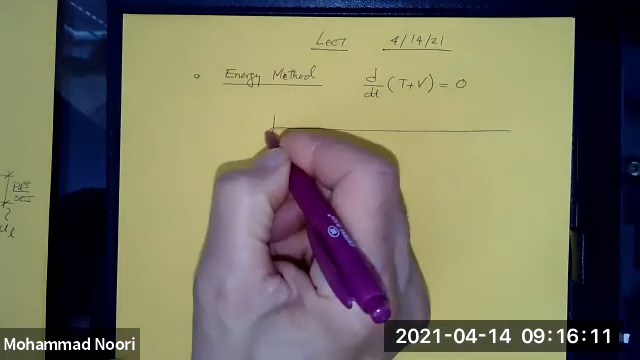 Lect 4/14/21
Energy Method d/dt (T+V) = 0
Mohammad Noori
2021-04-14 09:16:11